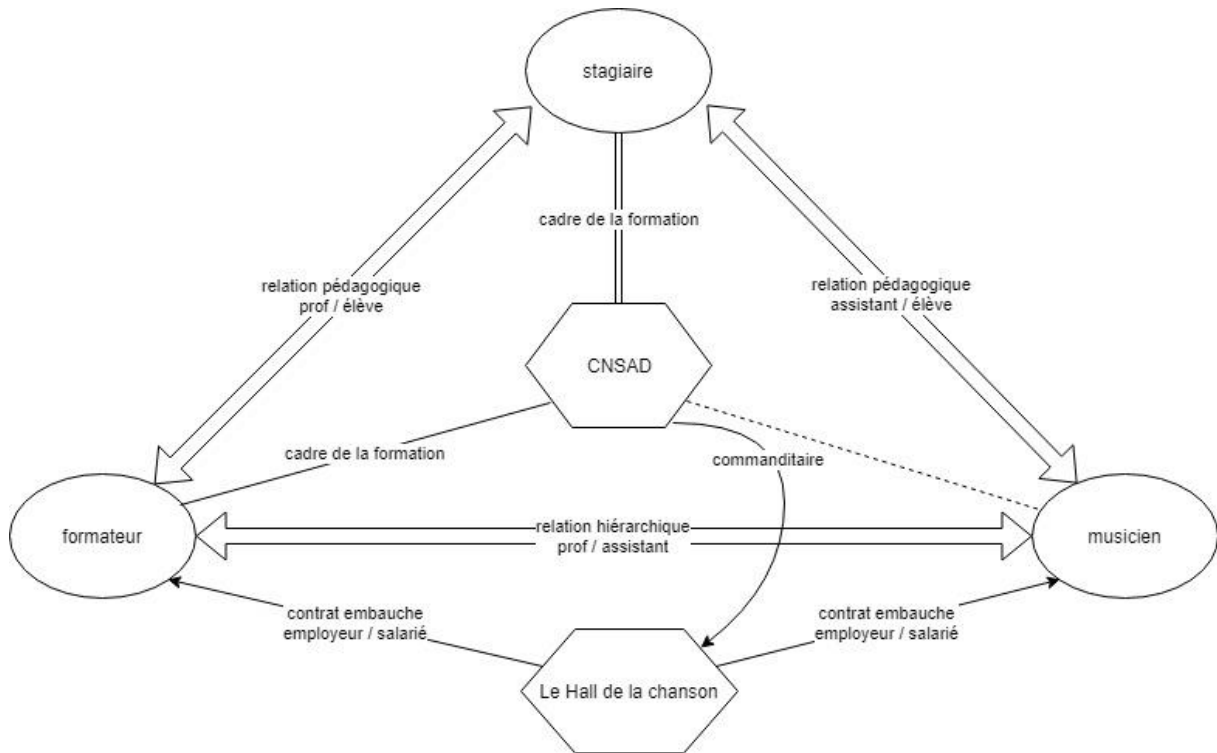 stagiaire
cadre de la formation
relation pédagogique
prof / élève
relation pédagogique
assistant / élève
CNSAD
cadre de la formation
commanditaire
formateur
relation hiérarchique
prof / assistant
musicien
contrat embauche
employeur / salarié
contrat embauche
employeur / salarié
Le Hall de la chanson